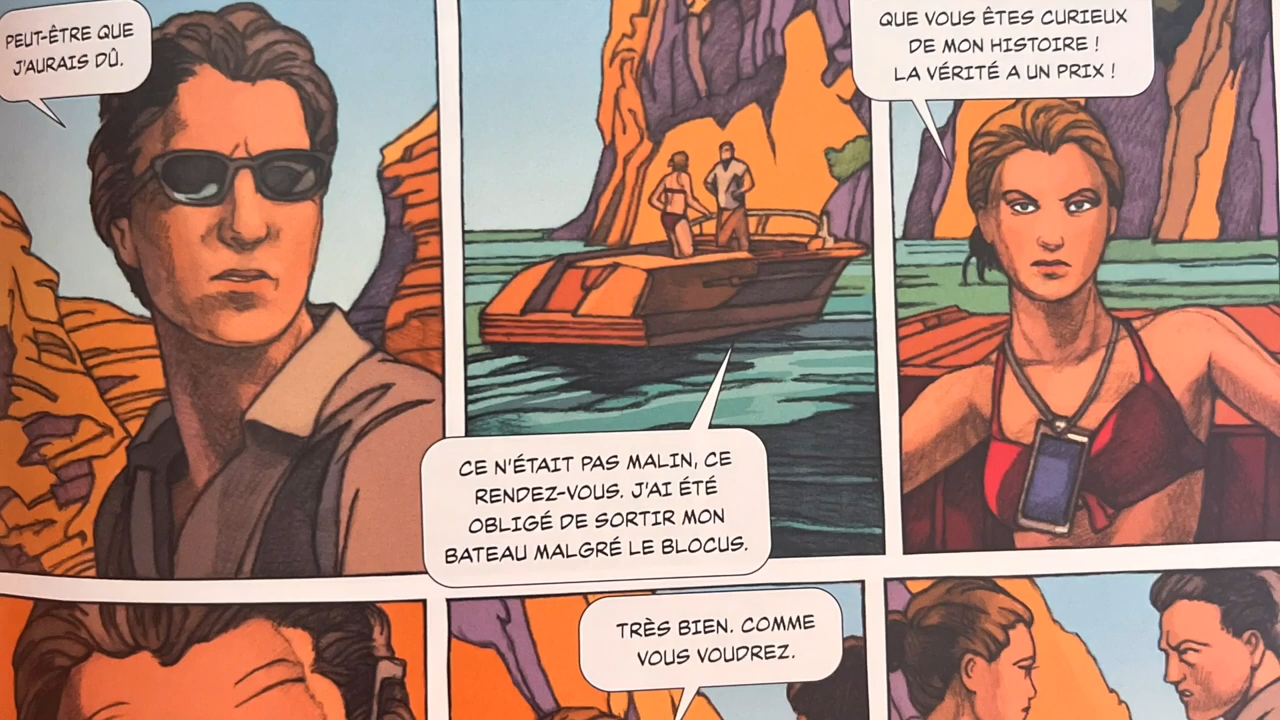 PEUT-ÊTRE QUE
J'AURAIS DÛ.
CE N'ÉTAIT PAS MALIN, CE
RENDEZ-VOUS. J'AI ÉTÉ
OBLIGÉ DE SORTIR MON
BATEAU MALGRÉ LE BLOCUS.
QUE VOUS ÊTES CURIEUX
DE MON HISTOIRE !
LA VÉRITÉ A UN PRIX !
TRÈS BIEN. COMME
VOUS VOUDREZ.